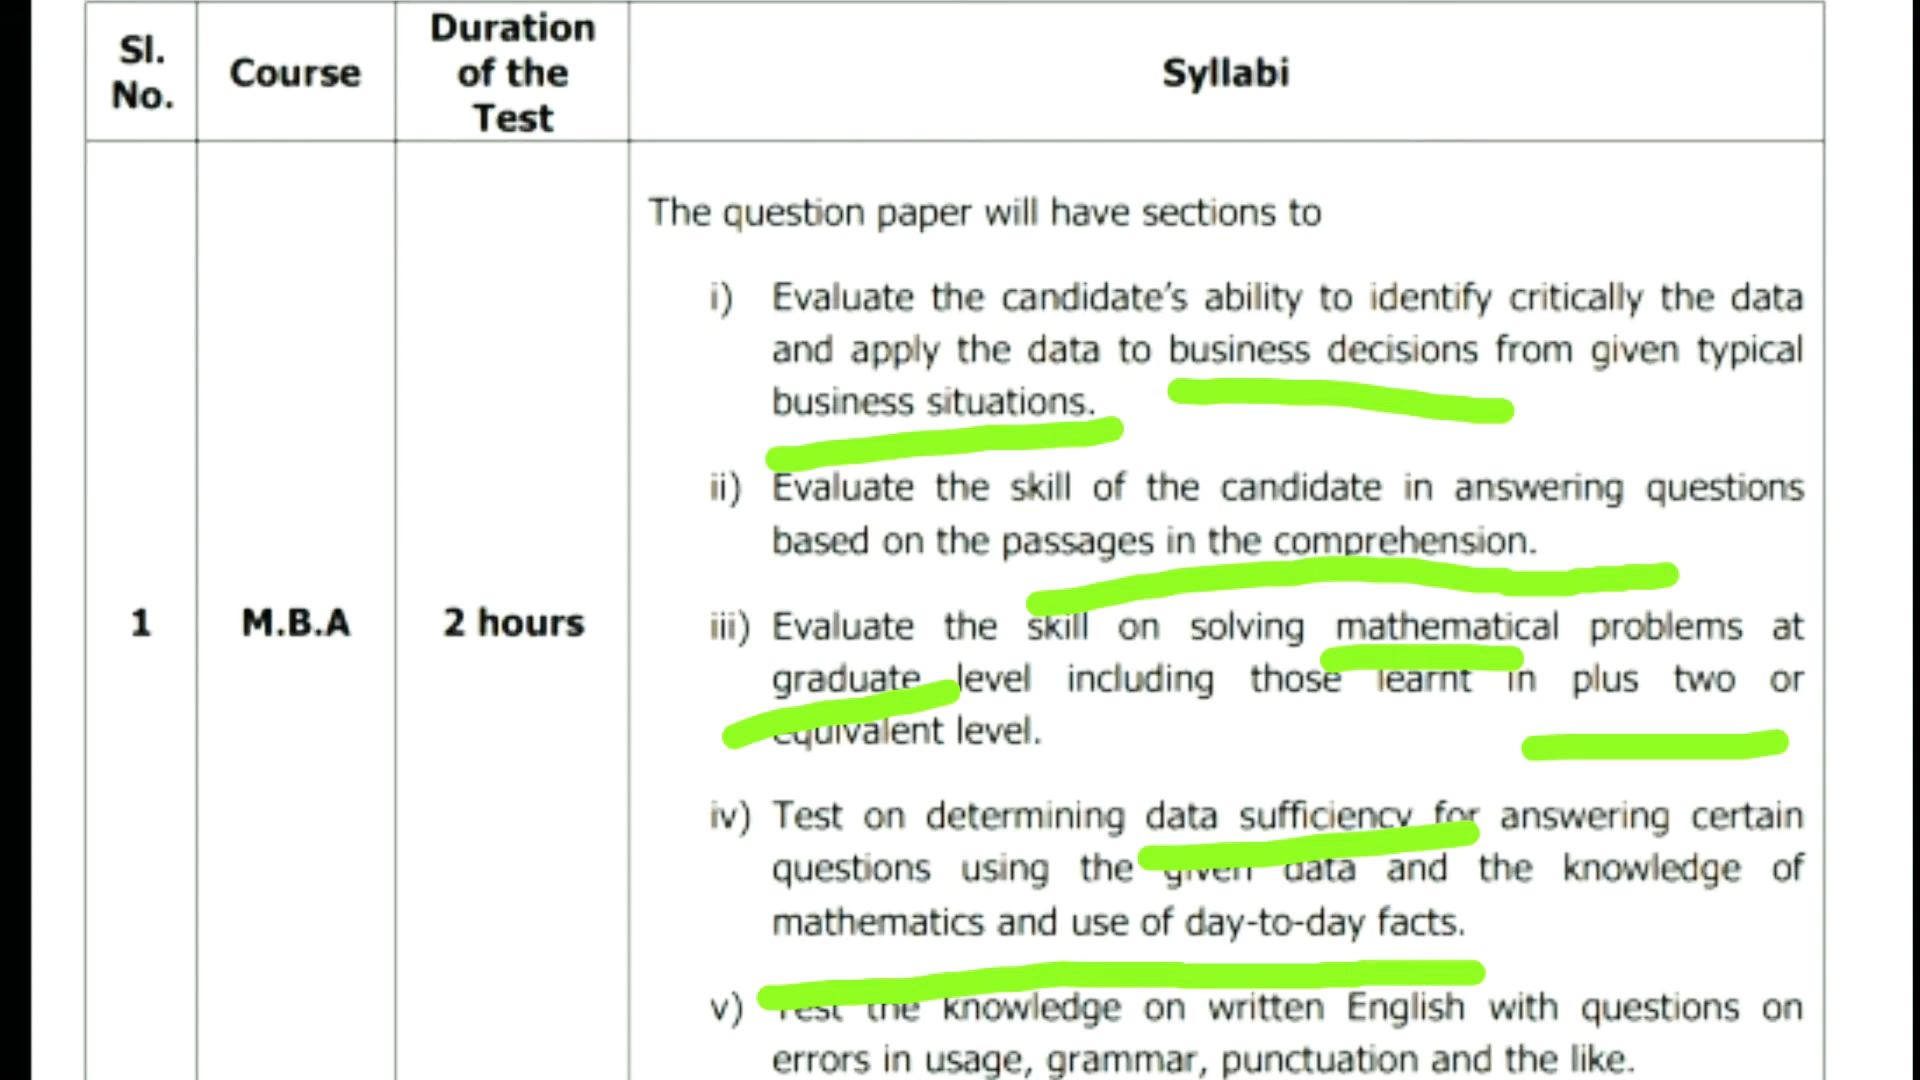 Sl.
No.
Course
Duration
of the
Test
Syllabi
1
M.B.A
2 hours
The question paper will have sections to
i) Evaluate the candidate's ability to identify critically the data
and apply the data to business decisions from given typical
business situations.
ii) Evaluate the skill of the candidate in answering questions
based on the passages in the comprehension.
iii) Evaluate the skill on solving mathematical problems at
graduate level including those learnt in plus two or
equivalent level.
iv) Test on determining data sufficiency for answering certain
questions using the given data and the knowledge of
mathematics and use of day-to-day facts.
v) Test the knowledge on written English with questions on
errors in usage, grammar, punctuation and the like.